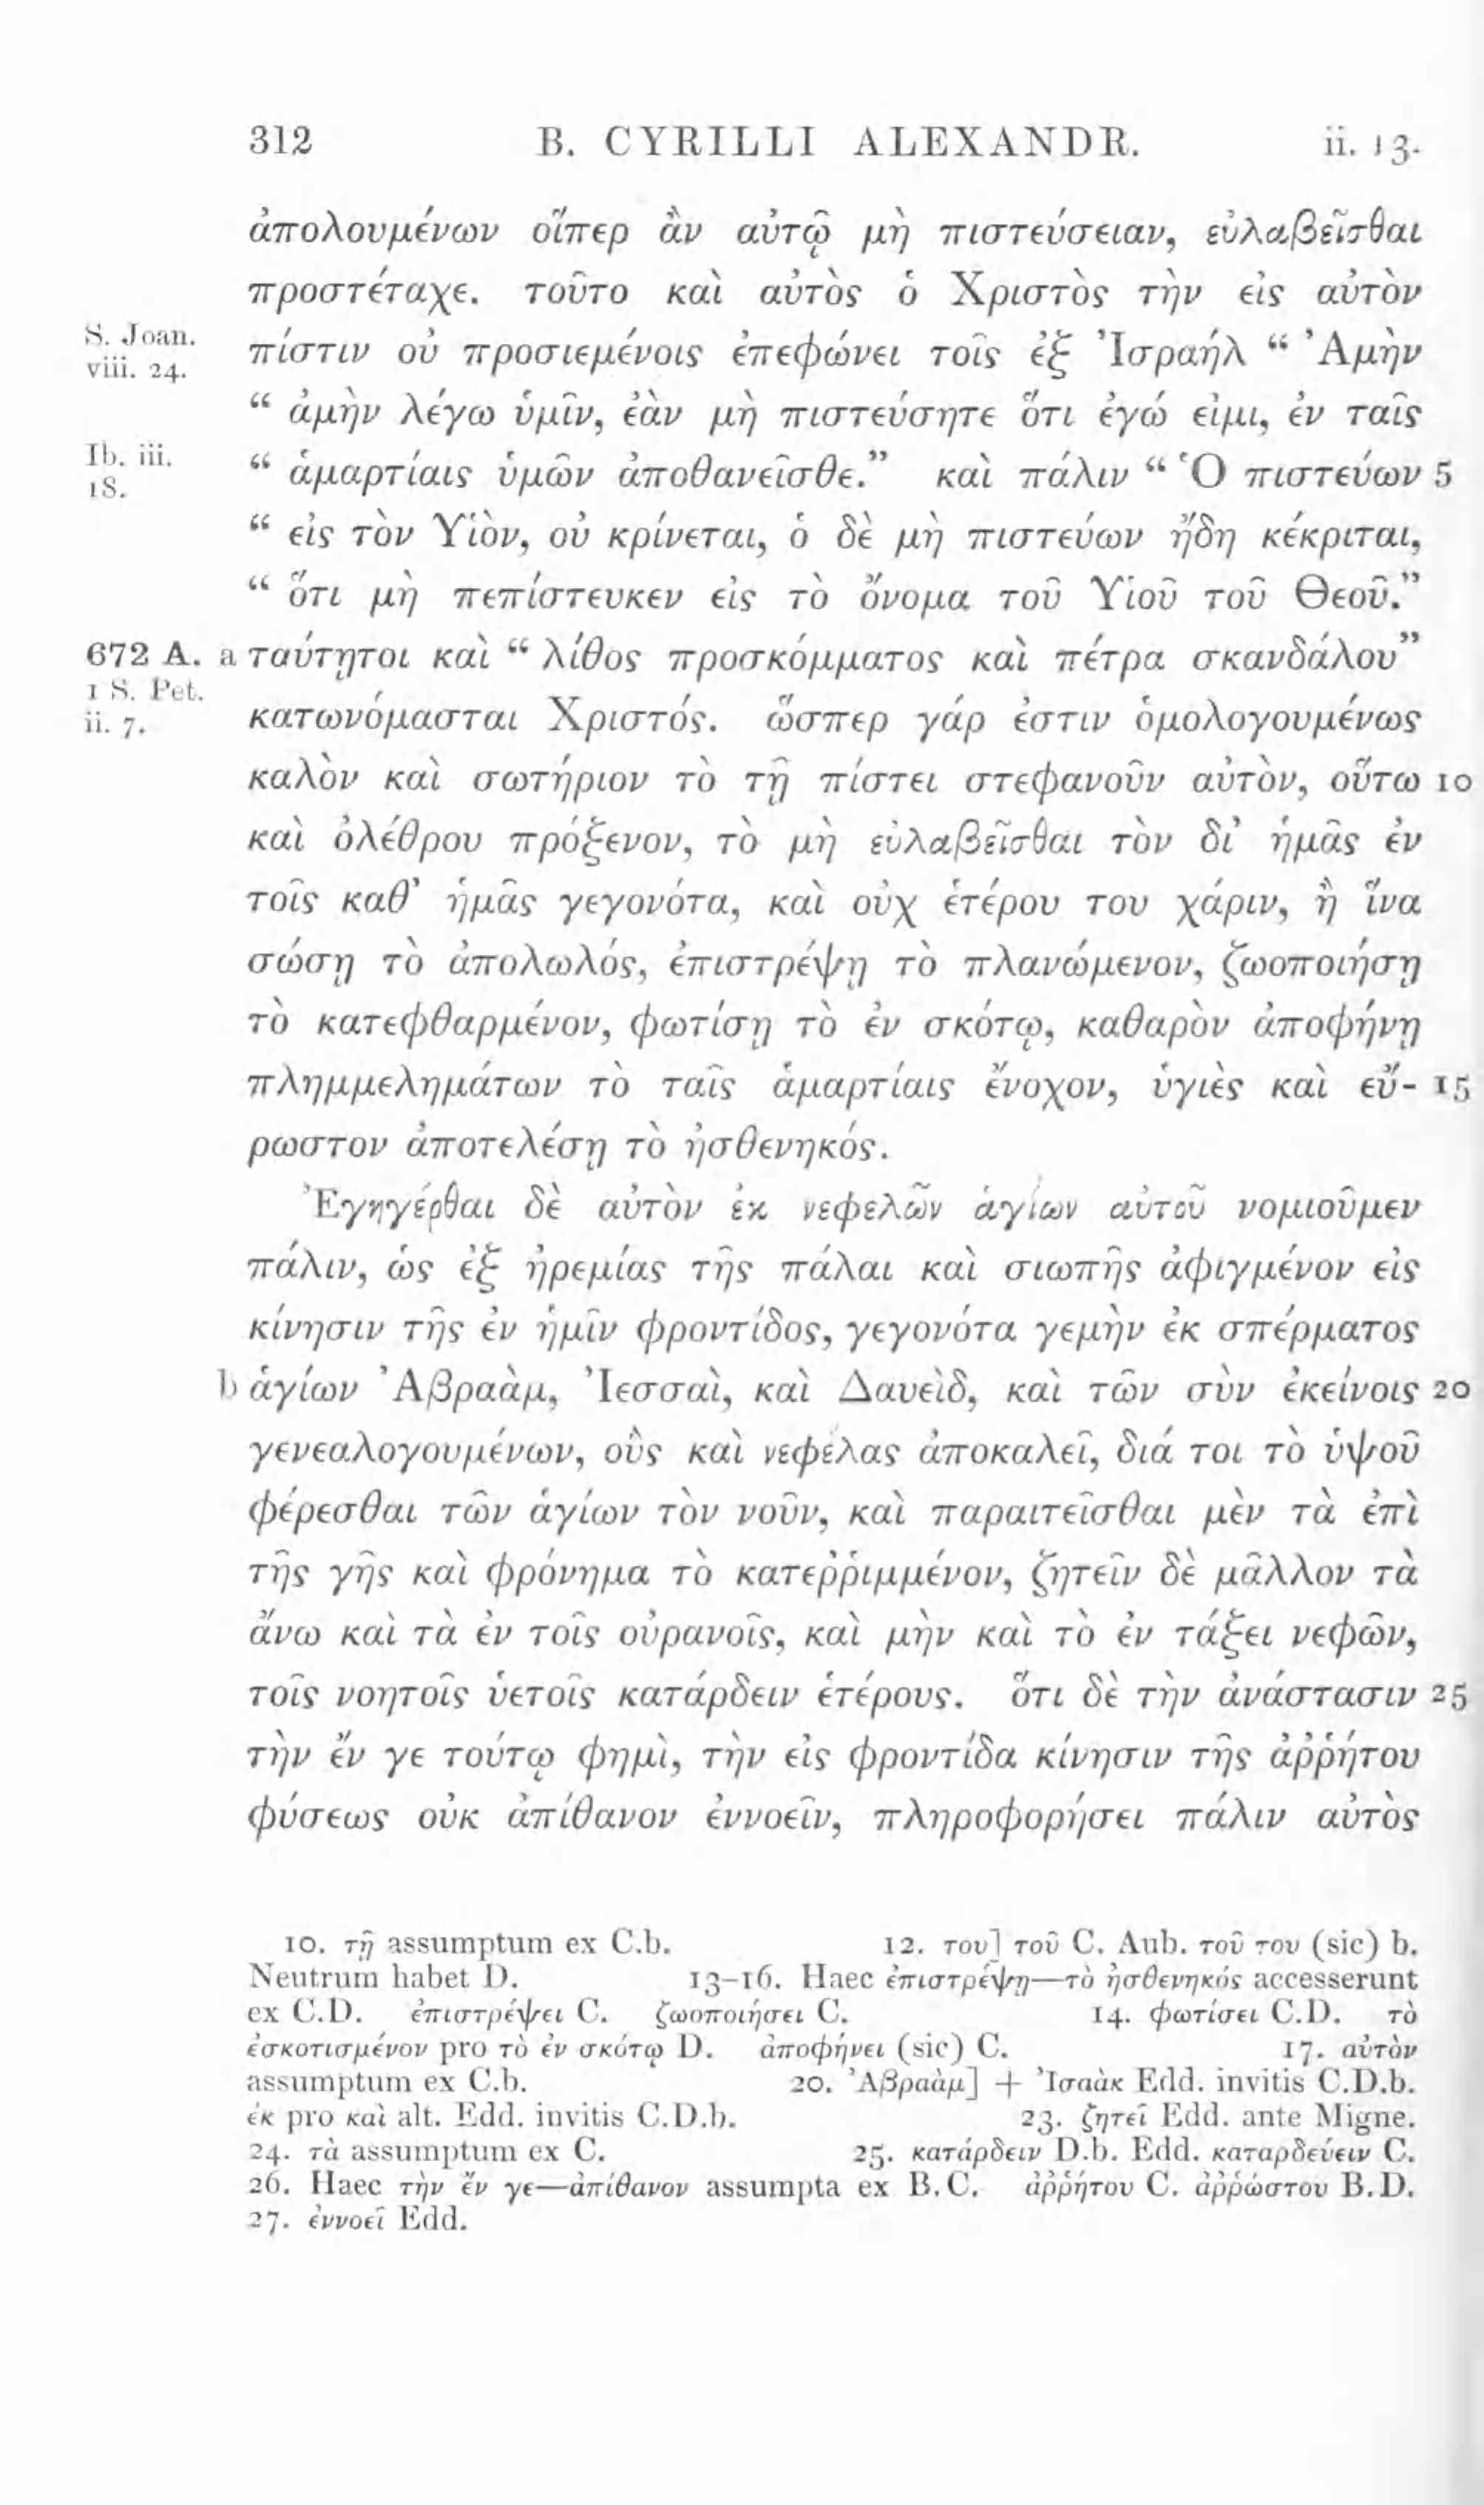 312 B. CYRILLI ALEXANDR. ii. 13.
ἀπολουμένων οἵπερ ἂν αὐτῷ μὴ πιστεύσειαν, εὐλαβεῖσθαι
προστέταχε. τοῦτο καὶ αὐτὸς ὁ Χριστὸς τὴν εἰς αὐτὸν
S. Joan. viii. 24. πίστιν οὐ προσιεμένοις ἐπεφώνει τοῖς ἐξ Ἰσραήλ “ Ἀμὴν
“ ἀμὴν λέγω ὑμῖν, ἐὰν μὴ πιστεύσητε ὅτι ἐγώ εἰμι, ἐν ταῖς
Ib. iii. 18. “ ἁμαρτίαις ὑμῶν ἀποθανεῖσθε.” καὶ πάλιν “ Ὁ πιστεύων 5
“ εἰς τὸν Υἱὸν, οὐ κρίνεται, ὁ δὲ μὴ πιστεύων ἤδη κέκριται,
“ ὅτι μὴ πεπίστευκεν εἰς τὸ ὄνομα τοῦ Υἱοῦ τοῦ Θεοῦ.”
672 A. a ταύτῃτοι καὶ “ λίθος προσκόμματος καὶ πέτρα σκανδάλου”
1 S. Pet. ii. 7. κατωνόμασται Χριστός. ὥσπερ γάρ ἐστιν ὁμολογουμένως
καλὸν καὶ σωτήριον τὸ τῇ πίστει στεφανοῦν αὐτὸν, οὕτω 10
καὶ ὀλέθρου πρόξενον, τὸ μὴ εὐλαβεῖσθαι τὸν δι’ ἡμᾶς ἐν
τοῖς καθ’ ἡμᾶς γεγονότα, καὶ οὐχ ἑτέρου του χάριν, ἢ ἵνα
σώσῃ τὸ ἀπολωλός, ἐπιστρέψῃ τὸ πλανώμενον, ζωοποιήσῃ
τὸ κατεφθαρμένον, φωτίσῃ τὸ ἐν σκότῳ, καθαρὸν ἀποφήνῃ
πλημμελημάτων τὸ ταῖς ἁμαρτίαις ἔνοχον, ὑγιὲς καὶ εὔ- 15
ρωστον ἀποτελέσῃ τὸ ἠσθενηκός.
Ἐγηγέρθαι δὲ αὐτὸν ἐκ νεφελῶν ἁγίων αὐτοῦ νομιοῦμεν
πάλιν, ὡς ἐξ ἠρεμίας τῆς πάλαι καὶ σιωπῆς ἀφιγμένον εἰς
κίνησιν τῆς ἐν ἡμῖν φροντίδος, γεγονότα γεμὴν ἐκ σπέρματος
b ἁγίων Ἀβραὰμ, Ἰεσσαὶ, καὶ Δαυεὶδ, καὶ τῶν σὺν ἐκείνοις 20
γενεαλογουμένων, οὓς καὶ νεφέλας ἀποκαλεῖ, διά τοι τὸ ὑψοῦ
φέρεσθαι τῶν ἁγίων τὸν νοῦν, καὶ παραιτεῖσθαι μὲν τὰ ἐπὶ
τῆς γῆς καὶ φρόνημα τὸ κατεῤῥιμμένον, ζητεῖν δὲ μᾶλλον τὰ
ἄνω καὶ τὰ ἐν τοῖς οὐρανοῖς, καὶ μὴν καὶ τὸ ἐν τάξει νεφῶν,
τοῖς νοητοῖς ὑετοῖς κατάρδειν ἑτέρους. ὅτι δὲ τὴν ἀνάστασιν 25
τὴν ἔν γε τούτῳ φημὶ, τὴν εἰς φροντίδα κίνησιν τῆς ἀῤῥήτου
φύσεως οὐκ ἀπίθανον ἐννοεῖν, πληροφορήσει πάλιν αὐτὸς
10. τῇ assumptum ex C.b. 12. του] τοῦ C. Aub. τοῦ του (sic) b.
Neutrum habet D. 13-16. Haec ἐπιστρέψῃ—τὸ ἠσθενηκός accesserunt
ex C.D. ἐπιστρέψει C. ζωοποιήσει C. 14. φωτίσει C.D. τὸ
ἐσκοτισμένον pro τὸ ἐν σκότῳ D. ἀποφήνει (sic) C. 17. αὐτὸν
assumptum ex C.b. 20. Ἀβραὰμ] + Ἰσαὰκ Edd. invitis C.D.b.
ἐκ pro καὶ alt. Edd. invitis C.D.b. 23. ζητεῖ Edd. ante Migne.
24. τὰ assumptum ex C. 25. κατάρδειν D.b. Edd. καταρδεύειν C.
26. Haec τὴν ἔν γε—ἀπίθανον assumpta ex B.C. ἀῤῥήτου C. ἀῤῥώστου B.D.
27. ἐννοεῖ Edd.